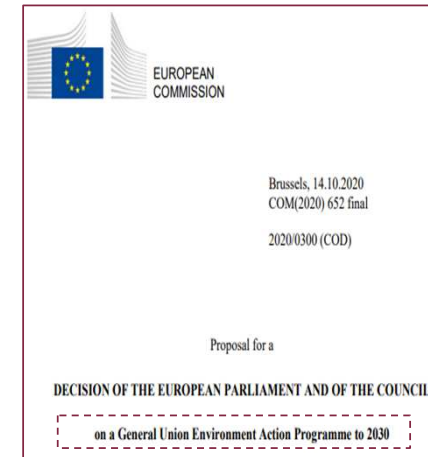 EUROPEAN
COMMISSION
Brussels, 14.10.2020
COM(2020) 652 final
2020/0300 (COD)
Proposal for a
DECISION OF THE EUROPEAN PARLIAMENT AND OF THE COUNCIL
on a General Union Environment Action Programme to 2030